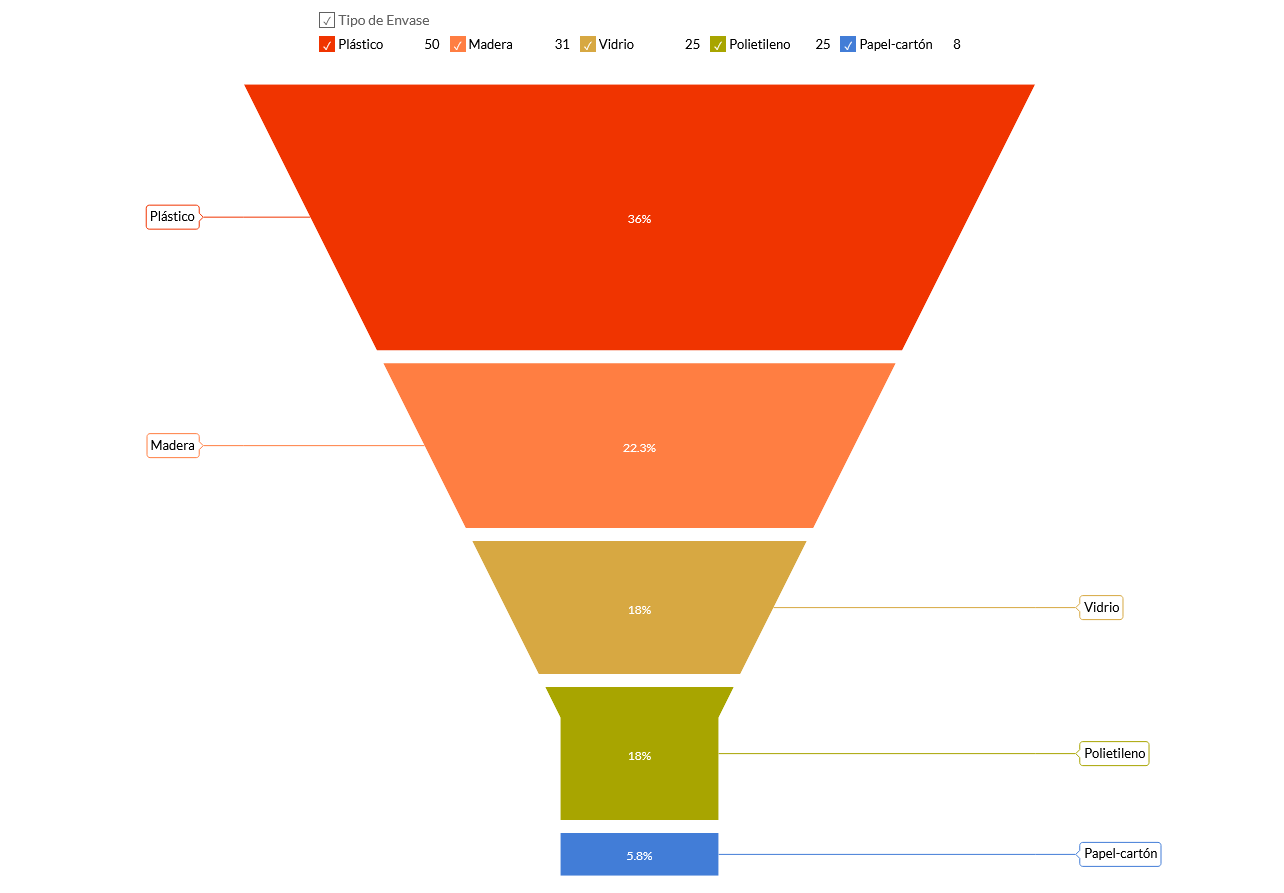 Tipo de Envase
Plástico 50 Madera 31 Vidrio 25 Polietileno 25 Papel-cartón 8
36%
Plástico
22.3%
Madera
18%
Vidrio
18%
Polietileno
5.8%
Papel-cartón